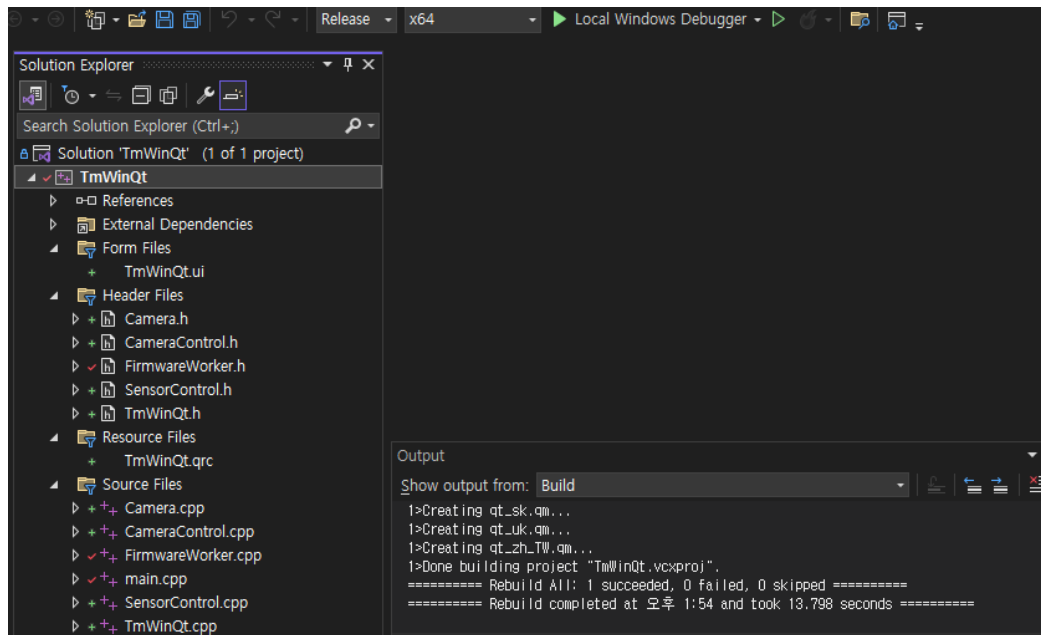 Release x64 Local Windows Debugger
Solution Explorer
Search Solution Explorer (Ctrl+;)
Solution 'TmWinQt' (1 of 1 project)
TmWinQt
References
External Dependencies
Form Files
TmWinQt.ui
Header Files
Camera.h
CameraControl.h
FirmwareWorker.h
SensorControl.h
TmWinQt.h
Resource Files
TmWinQt.qrc
Source Files
Camera.cpp
CameraControl.cpp
FirmwareWorker.cpp
main.cpp
SensorControl.cpp
TmWinQt.cpp
Output
Show output from: Build
1>Creating qt_sk.qm...
1>Creating qt_uk.qm...
1>Creating qt_zh_TW.qm...
1>Done building project "TmWinQt.vcxproj".
========== Rebuild All: 1 succeeded, 0 failed, 0 skipped ==========
========== Rebuild completed at 오후 1:54 and took 13.798 seconds ==========